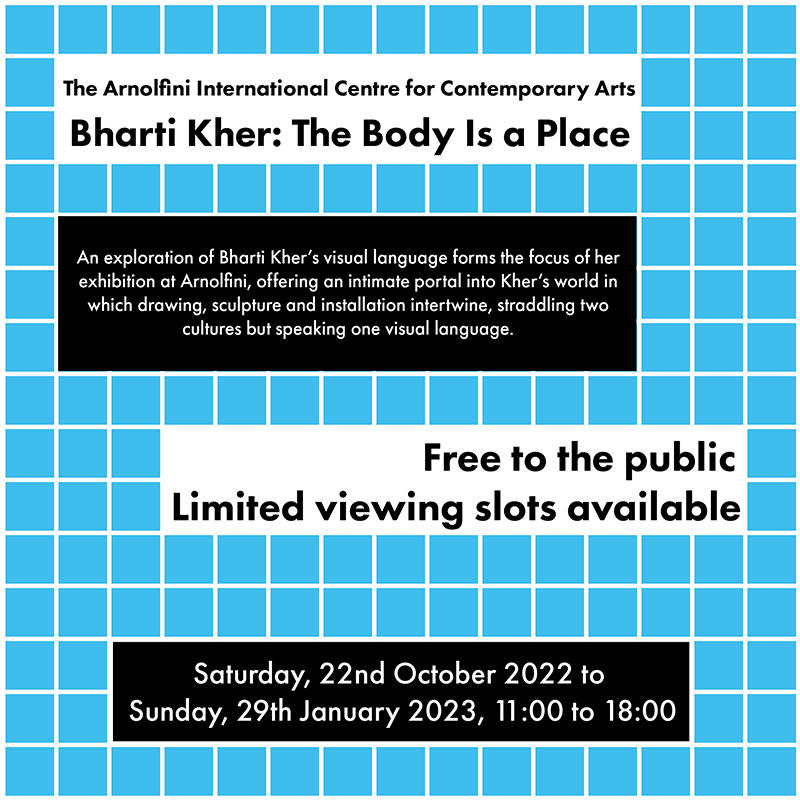 The Arnolfini International Centre for Contemporary Arts
Bharti Kher: The Body Is a Place
An exploration of Bharti Kher’s visual language forms the focus of her
exhibition at Arnolfini, offering an intimate portal into Kher’s world in
which drawing, sculpture and installation intertwine, straddling two
cultures but speaking one visual language.
Free to the public
Limited viewing slots available
Saturday, 22nd October 2022 to
Sunday, 29th January 2023, 11:00 to 18:00